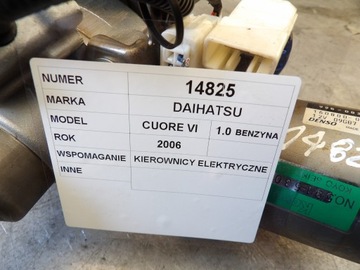 NUMER 14825
MARKA DAIHATSU
MODEL CUORE VI 1.0 BENZYNA
ROK 2006
WSPOMAGANIE KIEROWNICY ELEKTRYCZNE
INNE
DENSO